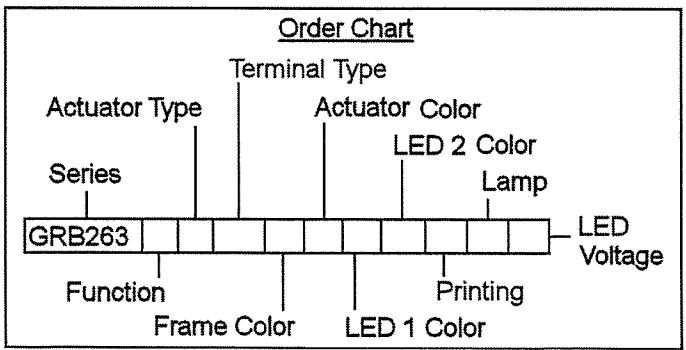 Order Chart
Terminal Type
Actuator Type
Actuator Color
LED 2 Color
Series
Lamp
GRB263
LED
Voltage
Function
Printing
Frame Color
LED 1 Color